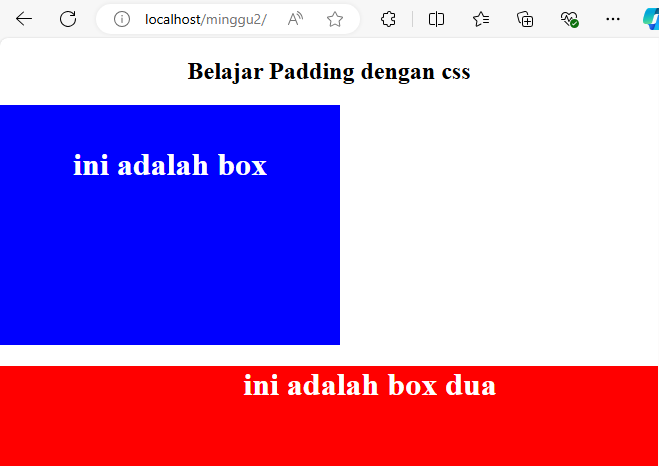 localhost/minggu2/
Belajar Padding dengan css
ini adalah box
ini adalah box dua